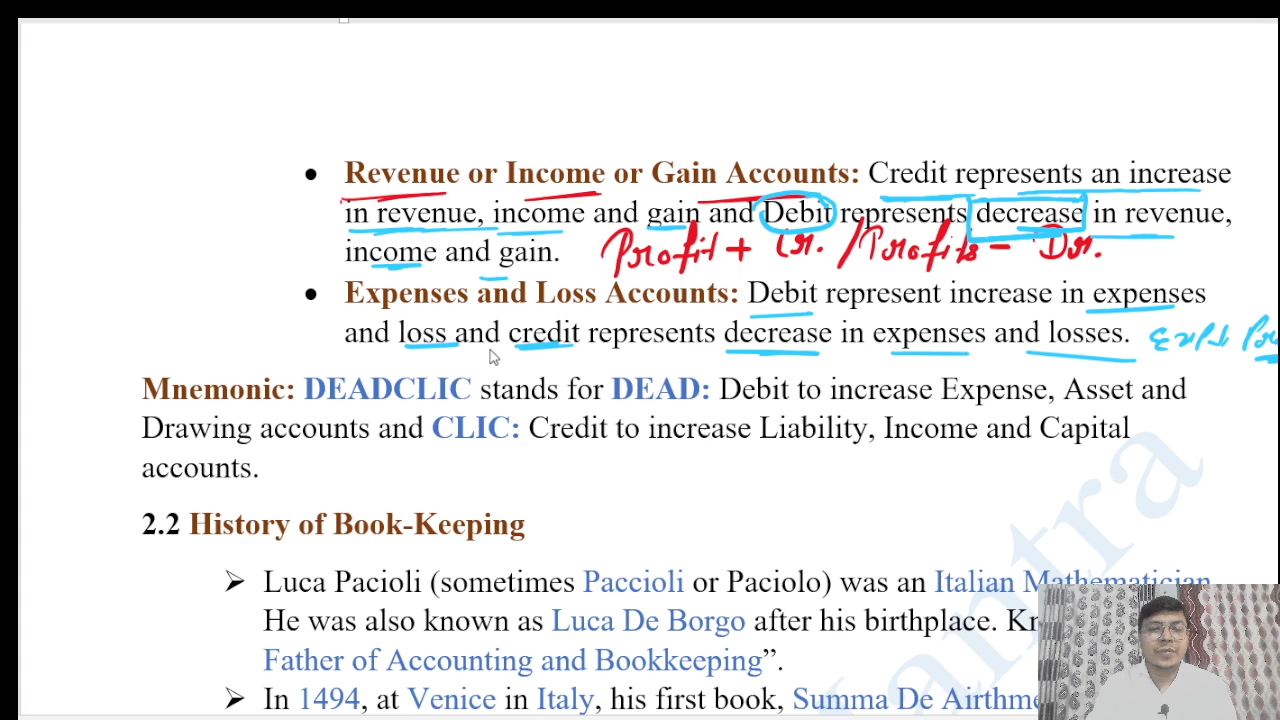 • Revenue or Income or Gain Accounts: Credit represents an increase
in revenue, income and gain and Debit represents decrease in revenue,
income and gain. Profit + Cr. / Profits - Dr.
• Expenses and Loss Accounts: Debit represent increase in expenses
and loss and credit represents decrease in expenses and losses.
Mnemonic: DEADCLIC stands for DEAD: Debit to increase Expense, Asset and
Drawing accounts and CLIC: Credit to increase Liability, Income and Capital
accounts.
2.2 History of Book-Keeping
➢ Luca Pacioli (sometimes Paccioli or Paciolo) was an Italian Mathematician.
He was also known as Luca De Borgo after his birthplace.
Father of Accounting and Bookkeeping”.
➢ In 1494, at Venice in Italy, his first book, Summa De